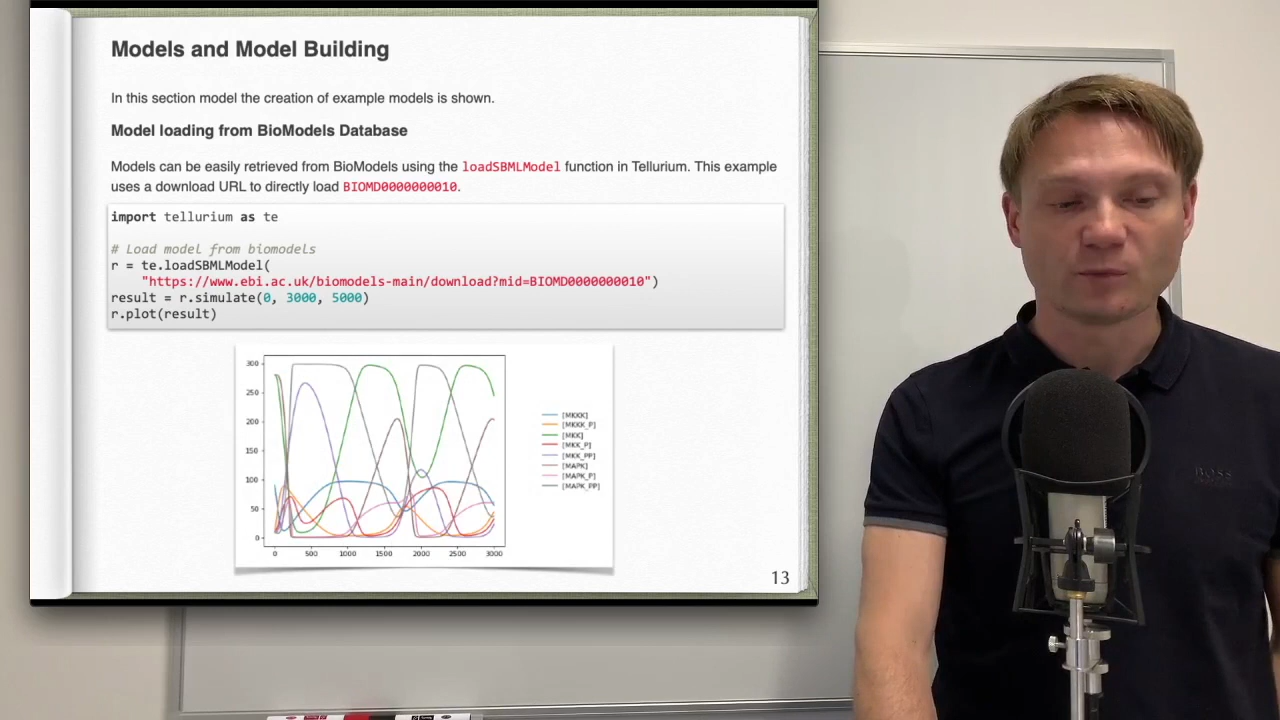 Models and Model Building
In this section model the creation of example models is shown.
Model loading from BioModels Database
Models can be easily retrieved from BioModels using the loadSBMLModel function in Tellurium. This example
uses a download URL to directly load BIOMD0000000010.
import tellurium as te
# Load model from biomodels
r = te.loadSBMLModel(
"https://www.ebi.ac.uk/biomodels-main/download?mid=BIOMD0000000010")
result = r.simulate(0, 3000, 5000)
r.plot(result)
300
250
200
150
100
50
0
0 500 1000 1500 2000 2500 3000
[MKKK]
[MKKK_P]
[MKK]
[MKK_P]
[MKK_PP]
[MAPK]
[MAPK_P]
[MAPK_PP]
13
BOSS